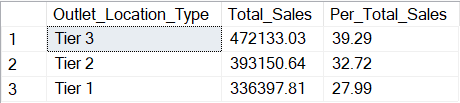 Outlet_Location_Type Total_Sales Per_Total_Sales
1 Tier 3 472133.03 39.29
2 Tier 2 393150.64 32.72
3 Tier 1 336397.81 27.99